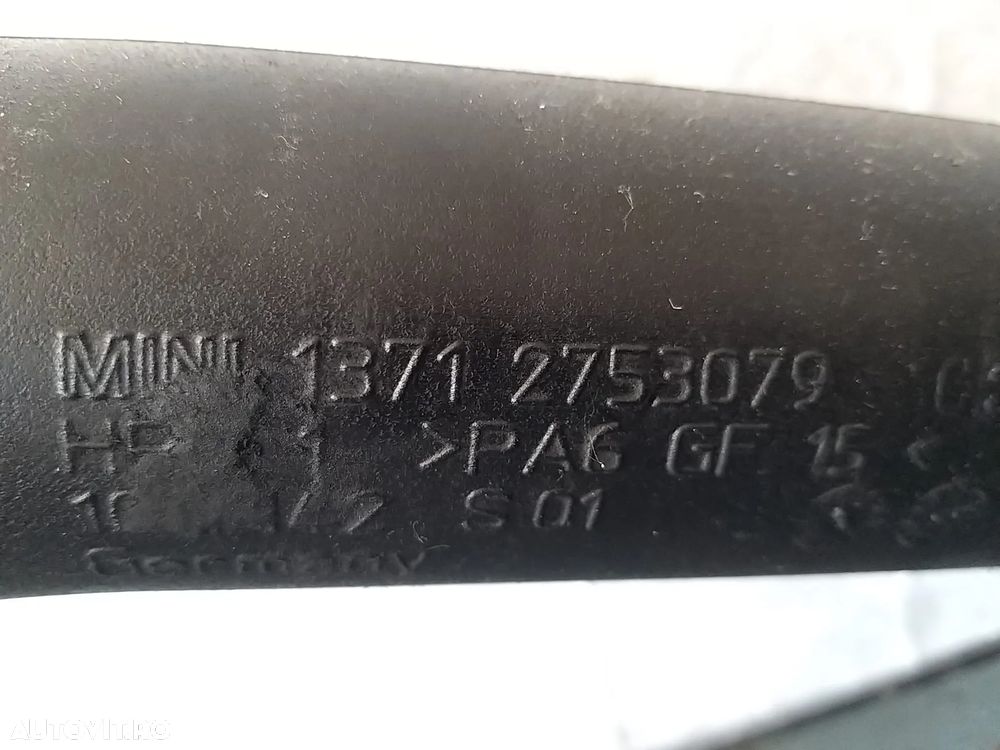 MINI 1371 2753079
>PA6 GF 15<
S 01
Germany
AUTOVIT.RO